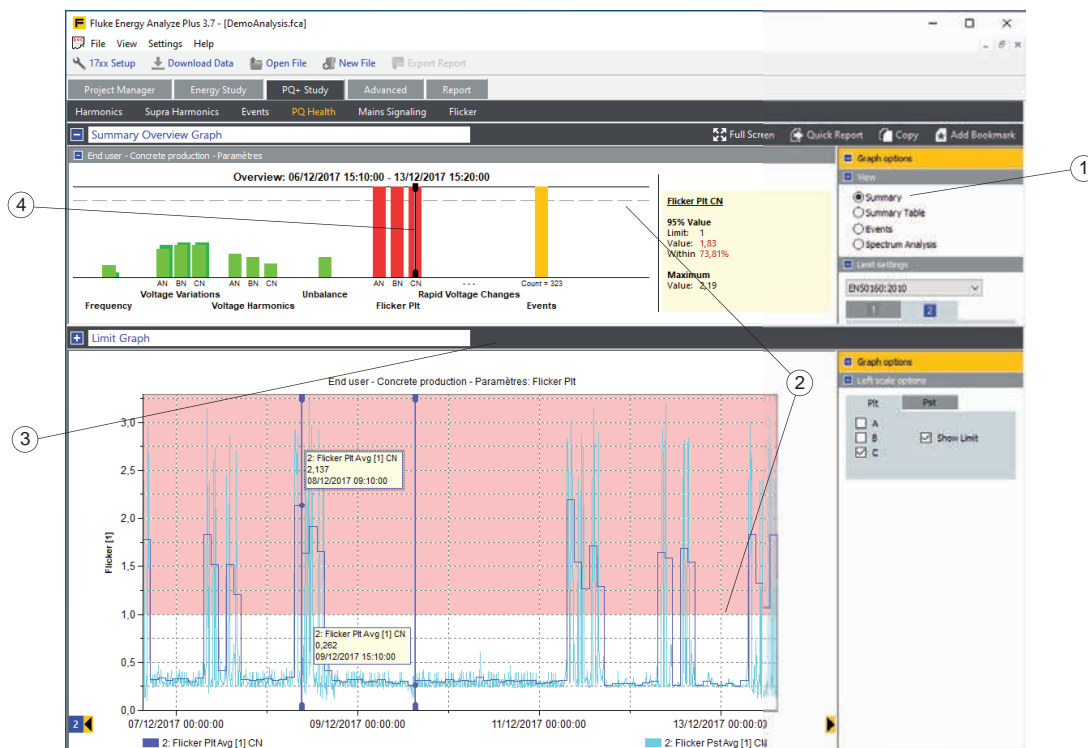 Fluke Energy Analyze Plus 3.7 - [DemoAnalysis.fca]
File View Settings Help
17xx Setup Download Data Open File New File Export Report
Project Manager Energy Study PQ+ Study Advanced Report
Harmonics Supra Harmonics Events PQ Health Mains Signaling Flicker
Summary Overview Graph Full Screen Quick Report Copy Add Bookmark
End user - Concrete production - Paramètres
Overview: 06/12/2017 15:10:00 - 13/12/2017 15:20:00
AN BN CN AN BN CN AN BN CN - - - Count = 323
Frequency Voltage Variations Voltage Harmonics Unbalance Flicker Plt Rapid Voltage Changes Events
Flicker Plt CN
95% Value
Limit: 1
Value: 1,83
Within 73,81%
Maximum
Value: 2,19
Graph options
View
Summary
Summary Table
Events
Spectrum Analysis
Limit settings
EN50160:2010
1 2
1
2
3
4
Limit Graph
End user - Concrete production - Paramètres: Flicker Plt
Flicker [1]
3,0
2,5
2,0
1,5
1,0
0,5
0,0
2: Flicker Plt Avg [1] CN
2,137
08/12/2017 09:10:00
2: Flicker Plt Avg [1] CN
0,262
09/12/2017 15:10:00
07/12/2017 00:00:00 09/12/2017 00:00:00 11/12/2017 00:00:00 13/12/2017 00:00:00
2
2: Flicker Plt Avg [1] CN 2: Flicker Pst Avg [1] CN
Graph options
Left scale options
Plt Pst
A
B
C
Show Limit